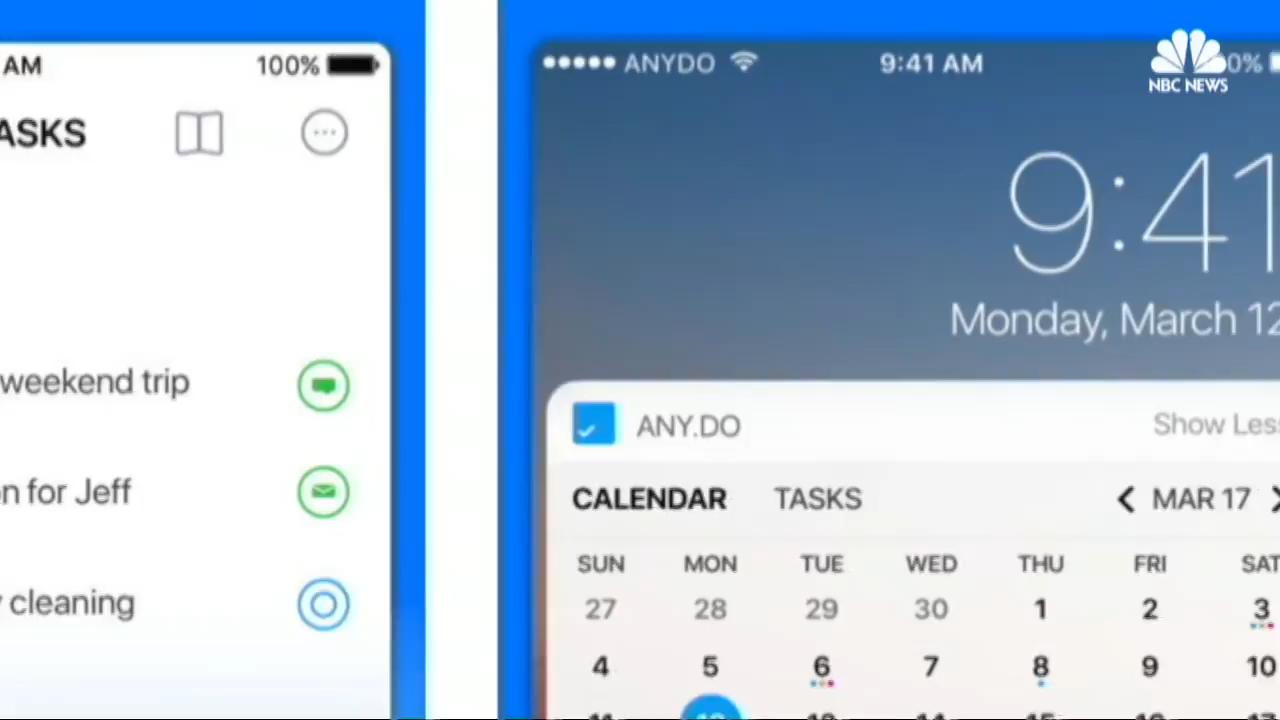 AM 100%
ASKS
weekend trip
n for Jeff
cleaning
ANYDO 9:41 AM 0%
NBC NEWS
9:41
Monday, March 12
ANY.DO Show Less
CALENDAR TASKS < MAR 17 >
SUN MON TUE WED THU FRI SAT
27 28 29 30 1 2 3
4 5 6 7 8 9 10